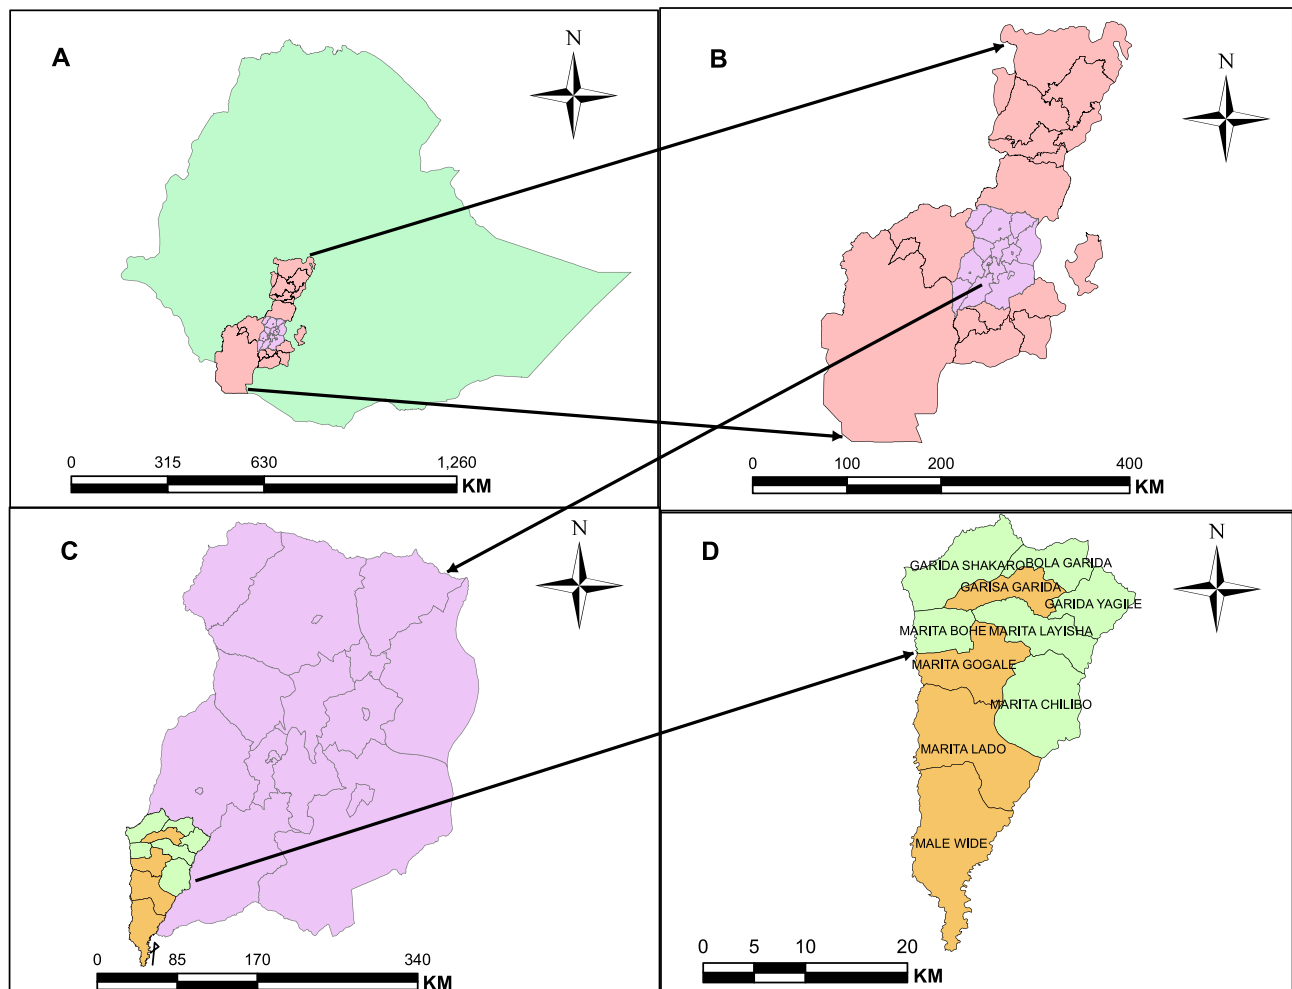 A
N
0 315 630 1,260
KM
B
N
0 100 200 400
KM
C
N
0 85 170 340
KM
D
N
GARIDA SHAKARO
BOLA GARIDA
GARISA GARIDA
GARIDA YAGILE
MARITA BOHE
MARITA LAYISHA
MARITA GOGALE
MARITA CHILIBO
MARITA LADO
MALE WIDE
0 5 10 20
KM